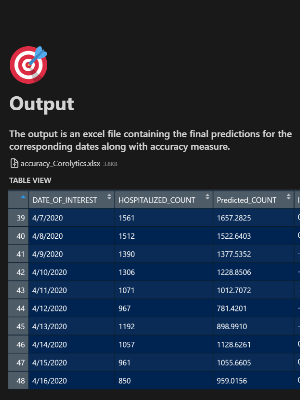 Output
The output is an excel file containing the final predictions for the
corresponding dates along with accuracy measure.
accuracy_Corolytics.xlsx
TABLE VIEW
DATE_OF_INTEREST HOSPITALIZED_COUNT Predicted_COUNT
39 4/7/2020 1561 1657.2825
40 4/8/2020 1512 1522.6403
41 4/9/2020 1390 1377.5352
42 4/10/2020 1306 1228.8506
43 4/11/2020 1071 1012.7072
44 4/12/2020 967 781.4201
45 4/13/2020 1192 898.9910
46 4/14/2020 1057 1128.6261
47 4/15/2020 961 1055.6605
48 4/16/2020 850 959.0156